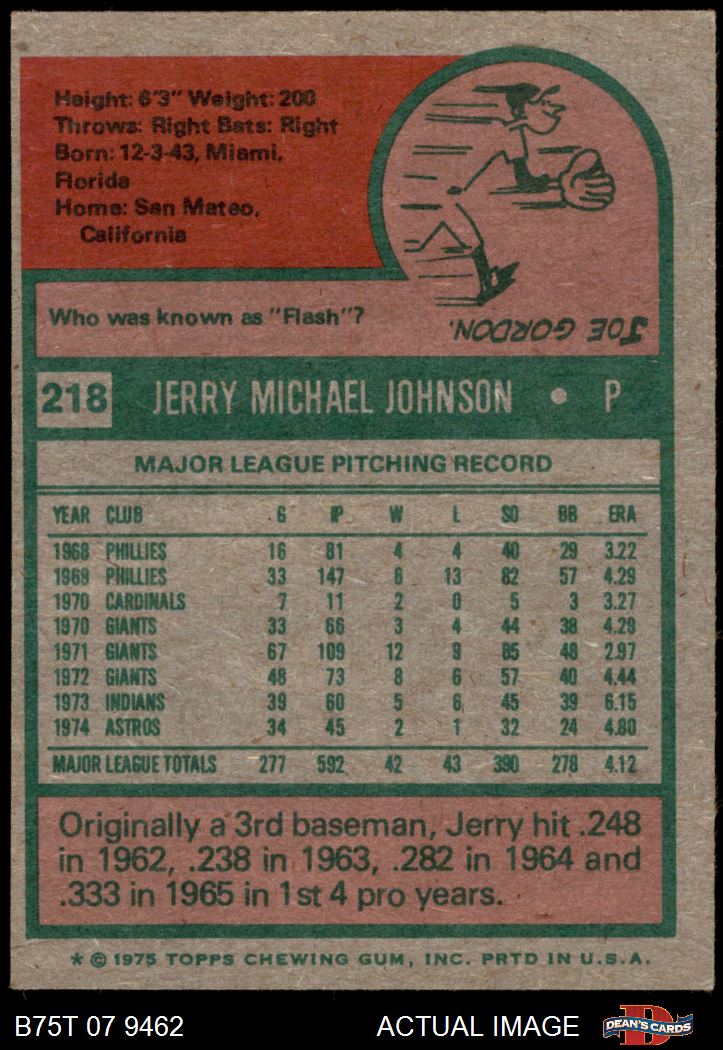 Height: 6'3" Weight: 200
Throws: Right Bats: Right
Born: 12-3-43, Miami,
Florida
Home: San Mateo,
California
Who was known as "Flash"?
JOE GORDON.
218 JERRY MICHAEL JOHNSON • P
MAJOR LEAGUE PITCHING RECORD
YEAR CLUB G IP W L SO BB ERA
1968 PHILLIES 16 81 4 4 40 29 3.22
1969 PHILLIES 33 147 6 13 82 57 4.29
1970 CARDINALS 7 11 2 0 5 3 3.27
1970 GIANTS 33 66 3 4 44 38 4.29
1971 GIANTS 67 109 12 9 85 48 2.97
1972 GIANTS 48 73 8 6 57 40 4.44
1973 INDIANS 39 60 5 6 45 39 6.15
1974 ASTROS 34 45 2 1 32 24 4.80
MAJOR LEAGUE TOTALS 277 592 42 43 390 278 4.12
Originally a 3rd baseman, Jerry hit .248
in 1962, .238 in 1963, .282 in 1964 and
.333 in 1965 in 1st 4 pro years.
* © 1975 TOPPS CHEWING GUM, INC. PRTD IN U.S.A.
B75T 07 9462 ACTUAL IMAGE DEAN'S CARDS